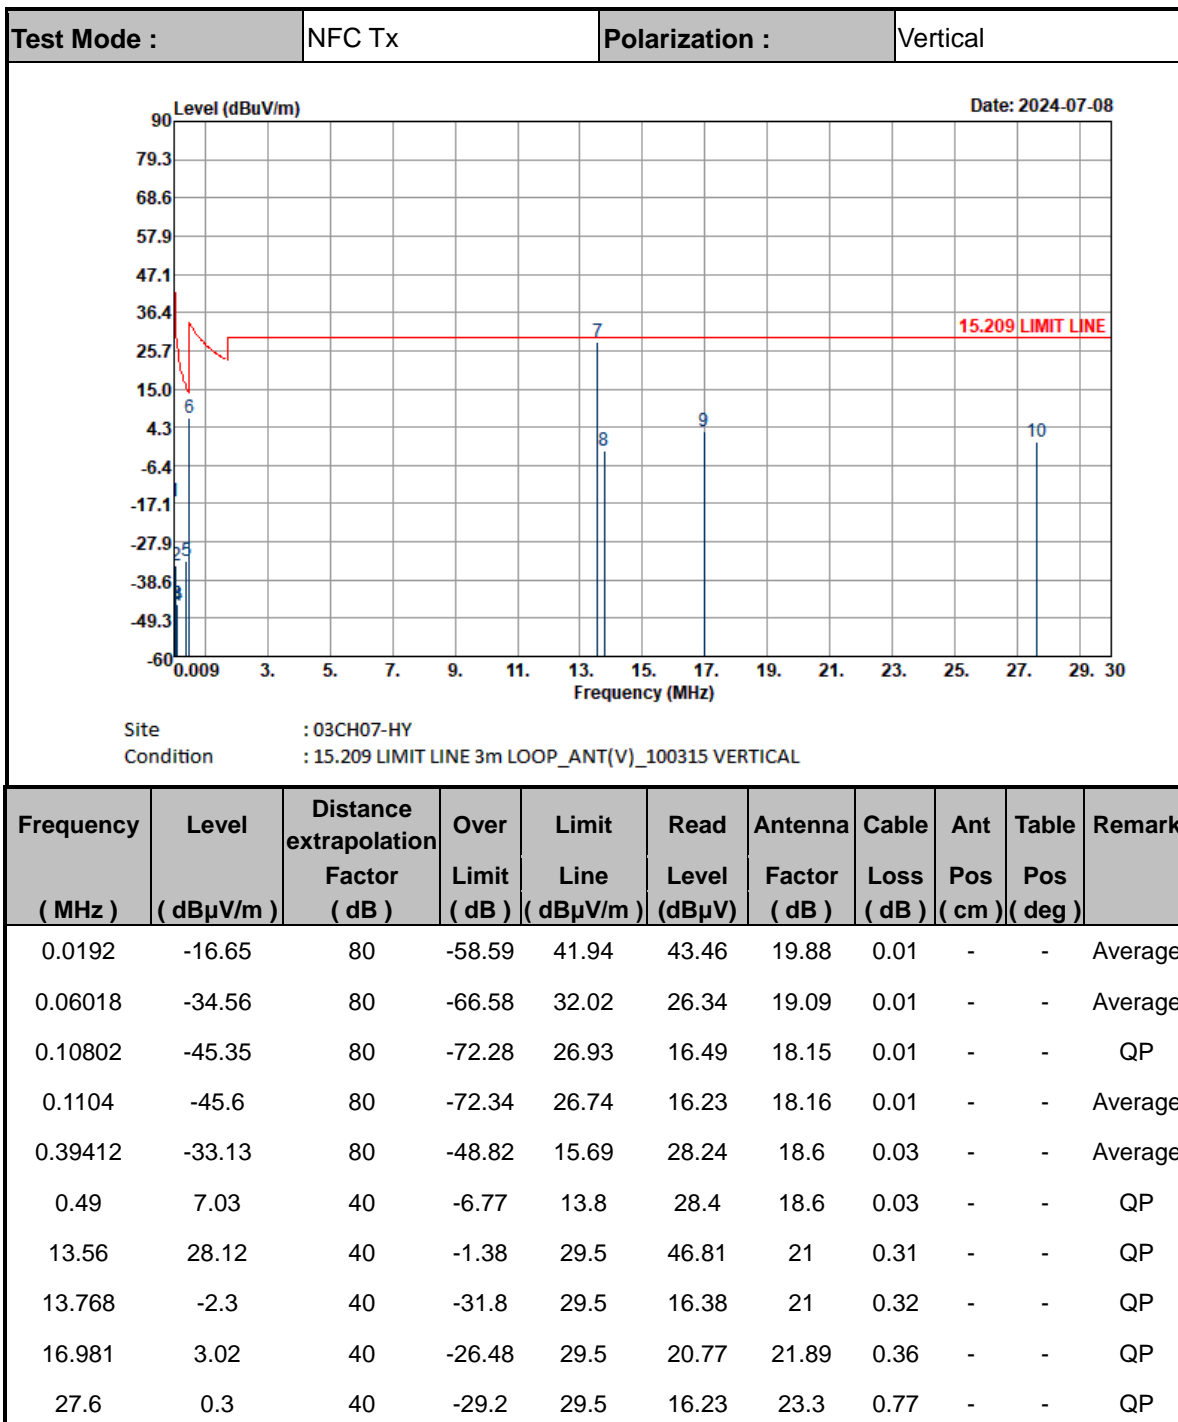 Test Mode : NFC Tx Polarization : Vertical
Level (dBuV/m) Date: 2024-07-08
90
79.3
68.6
57.9
47.1
36.4
25.7
15.0
4.3
-6.4
-17.1
-27.9
-38.6
-49.3
-60
15.209 LIMIT LINE
1
2
5
6
7
8
9
10
0.009 3. 5. 7. 9. 11. 13. 15. 17. 19. 21. 23. 25. 27. 29. 30
Frequency (MHz)
Site : 03CH07-HY
Condition : 15.209 LIMIT LINE 3m LOOP_ANT(V)_100315 VERTICAL
Frequency Level Distance extrapolation Over Limit Read Antenna Cable Ant Table Remark
Factor Limit Line Level Factor Loss Pos Pos
( MHz ) ( dBµV/m ) ( dB ) ( dB ) ( dBµV/m ) (dBµV) ( dB ) ( dB ) ( cm ) ( deg )
0.0192 -16.65 80 -58.59 41.94 43.46 19.88 0.01 - - Average
0.06018 -34.56 80 -66.58 32.02 26.34 19.09 0.01 - - Average
0.10802 -45.35 80 -72.28 26.93 16.49 18.15 0.01 - - QP
0.1104 -45.6 80 -72.34 26.74 16.23 18.16 0.01 - - Average
0.39412 -33.13 80 -48.82 15.69 28.24 18.6 0.03 - - Average
0.49 7.03 40 -6.77 13.8 28.4 18.6 0.03 - - QP
13.56 28.12 40 -1.38 29.5 46.81 21 0.31 - - QP
13.768 -2.3 40 -31.8 29.5 16.38 21 0.32 - - QP
16.981 3.02 40 -26.48 29.5 20.77 21.89 0.36 - - QP
27.6 0.3 40 -29.2 29.5 16.23 23.3 0.77 - - QP